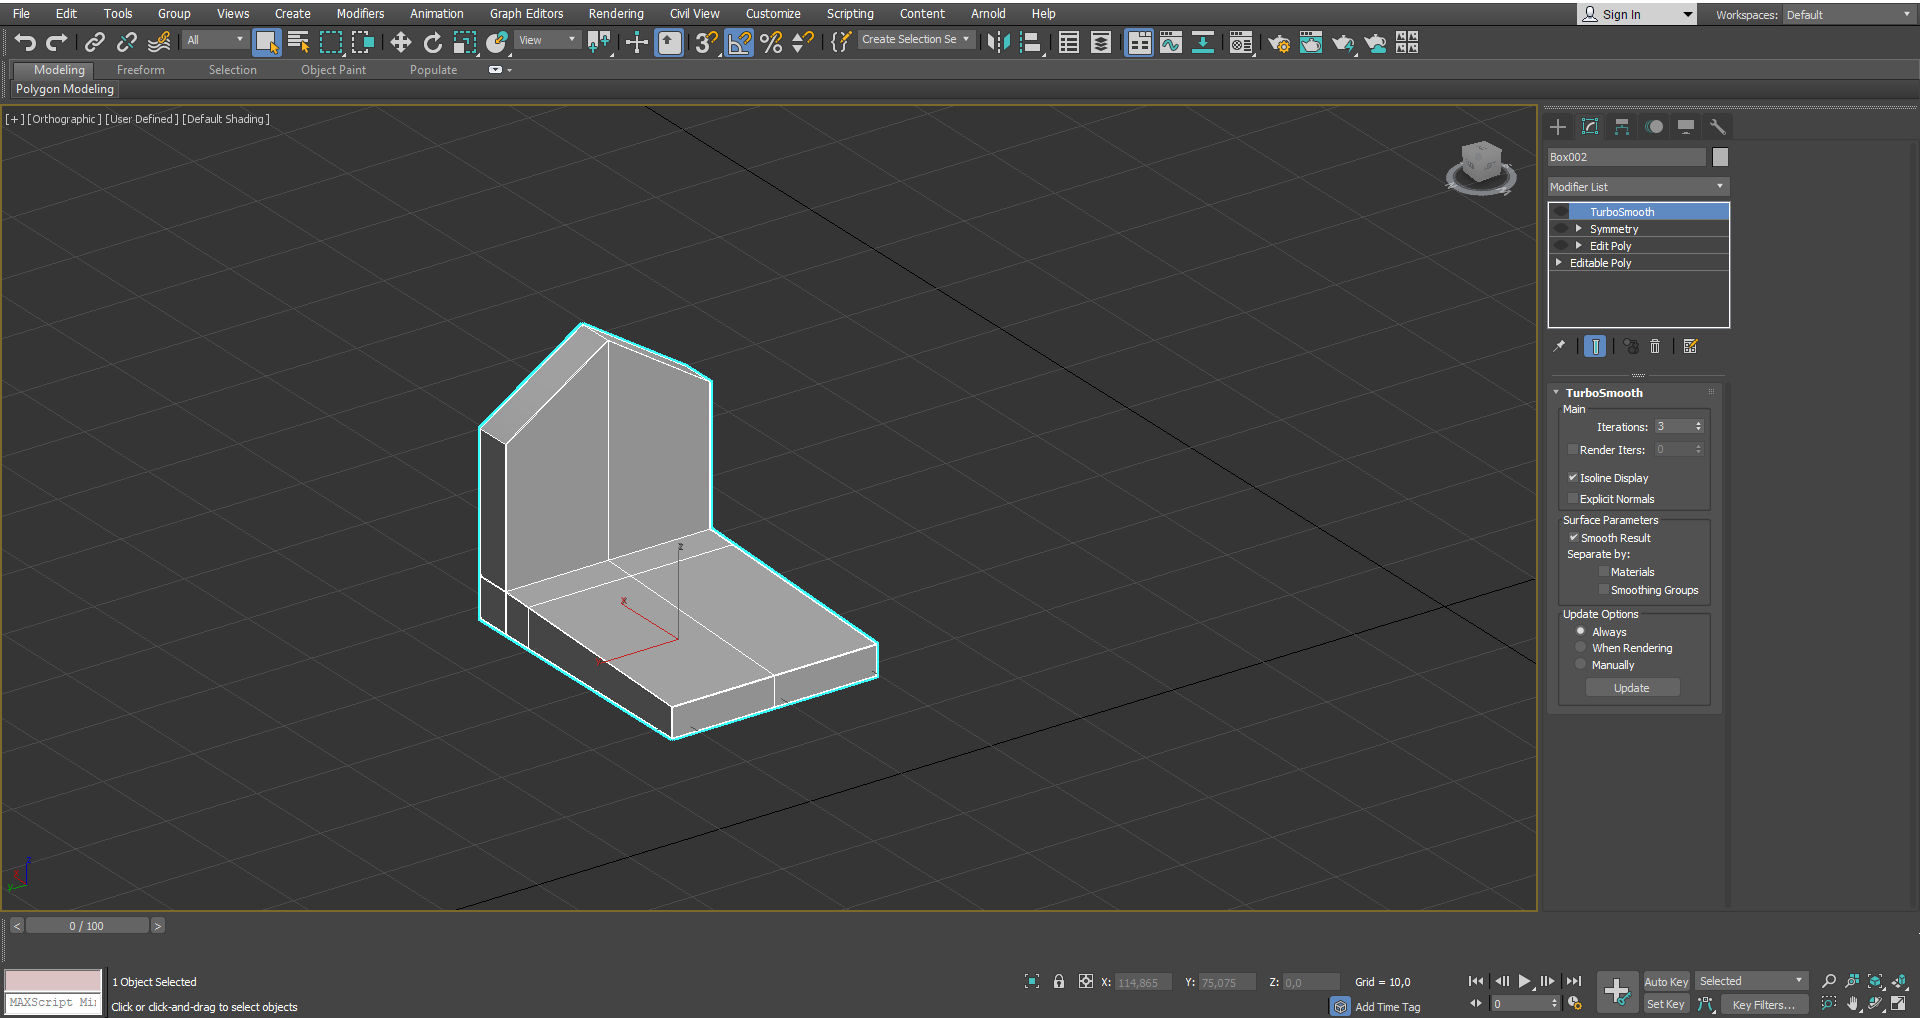 File Edit Tools Group Views Create Modifiers Animation Graph Editors Rendering Civil View Customize Scripting Content Arnold Help Sign In Workspaces: Default
All View 3 Create Selection Se
Modeling Freeform Selection Object Paint Populate
Polygon Modeling
[+] [Orthographic] [User Defined] [Default Shading]
Box002
Modifier List
TurboSmooth
Symmetry
Edit Poly
Editable Poly
TurboSmooth
Main
Iterations: 3
Render Iters: 0
Isoline Display
Explicit Normals
Surface Parameters
Smooth Result
Separate by:
Materials
Smoothing Groups
Update Options
Always
When Rendering
Manually
Update
z
x
z
y
< 0 / 100 >
1 Object Selected X: 114,865 Y: 75,075 Z: 0,0 Grid = 10,0 Auto Key Selected
MAXScript Mi Click or click-and-drag to select objects Add Time Tag 0 Set Key Key Filters...